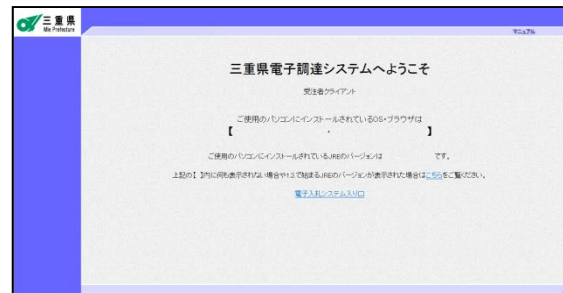 三重県
Mie Prefecture
マニュアル
三重県電子調達システムへようこそ
受注者クライアント
ご使用のパソコンにインストールされているOS・ブラウザは
【 ・ 】
ご使用のパソコンにインストールされているJREのバージョンは です。
上記の【 】内に何も表示されない場合や1.3で始まるJREのバージョンが表示された場合はこちらをご覧ください。
電子入札システム入り口